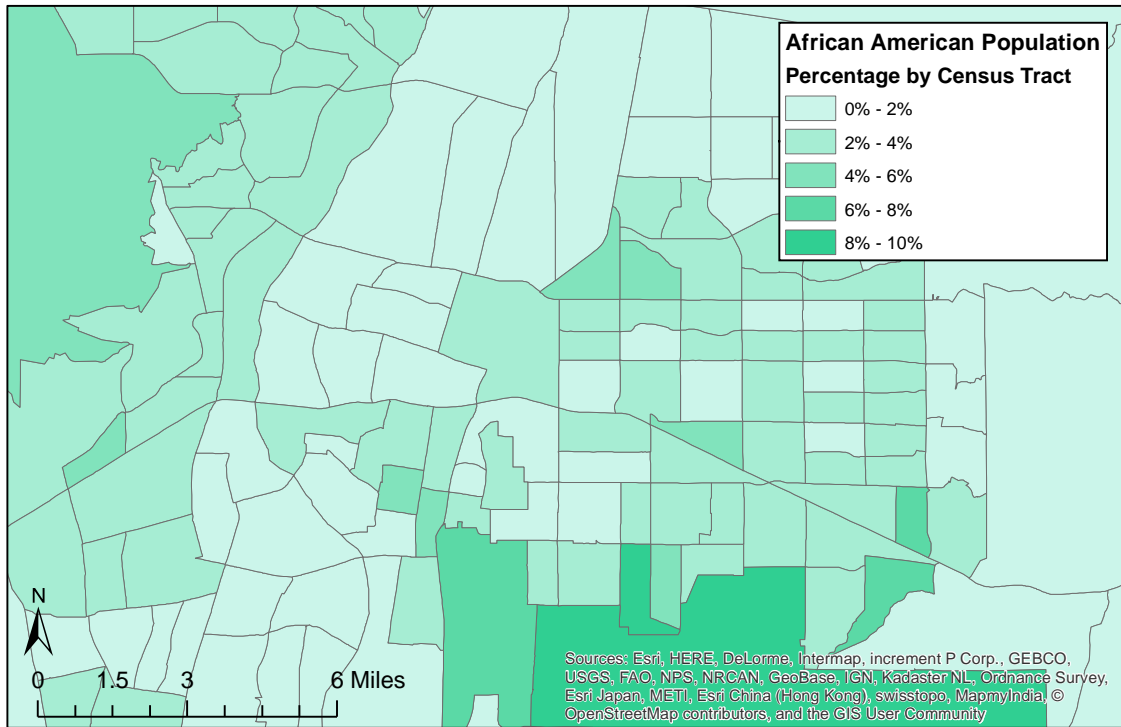 African American Population
Percentage by Census Tract
0% - 2%
2% - 4%
4% - 6%
6% - 8%
8% - 10%
N
0 1.5 3 6 Miles
Sources: Esri, HERE, DeLorme, Intermap, increment P Corp., GEBCO,
USGS, FAO, NPS, NRCAN, GeoBase, IGN, Kadaster NL, Ordnance Survey,
Esri Japan, METI, Esri China (Hong Kong), swisstopo, MapmyIndia, ©
OpenStreetMap contributors, and the GIS User Community